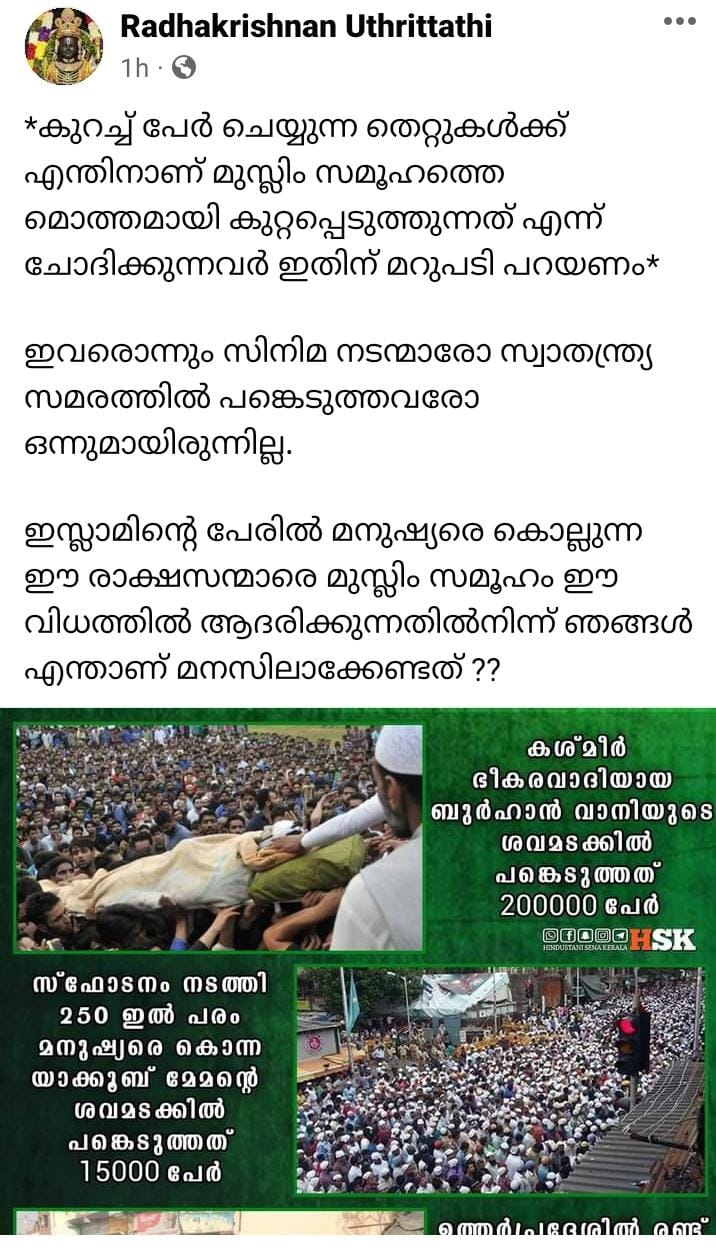 Radhakrishnan Uthrittathi
1h ·
*കുറച്ച് പേർ ചെയ്യുന്ന തെറ്റുകൾക്ക്
എന്തിനാണ് മുസ്ലിം സമൂഹത്തെ
മൊത്തമായി കുറ്റപ്പെടുത്തുന്നത് എന്ന്
ചോദിക്കുന്നവർ ഇതിന് മറുപടി പറയണം*
ഇവരൊന്നും സിനിമ നടന്മാരോ സ്വാതന്ത്ര്യ
സമരത്തിൽ പങ്കെടുത്തവരോ
ഒന്നുമായിരുന്നില്ല.
ഇസ്ലാമിന്റെ പേരിൽ മനുഷ്യരെ കൊല്ലുന്ന
ഈ രാക്ഷസന്മാരെ മുസ്ലിം സമൂഹം ഈ
വിധത്തിൽ ആദരിക്കുന്നതിൽനിന്ന് ഞങ്ങൾ
എന്താണ് മനസിലാക്കേണ്ടത് ??
കശ്മീർ
ഭീകരവാദിയായ
ബുർഹാൻ വാനിയുടെ
ശവമടക്കിൽ
പങ്കെടുത്തത്
200000 പേർ
HINDUSTANI SENA KERALA HSK
സ്ഫോടനം നടത്തി
250 ഇൽ പരം
മനുഷ്യരെ കൊന്ന
യാക്കൂബ് മേമന്റെ
ശവമടക്കിൽ
പങ്കെടുത്തത്
15000 പേർ
ഉത്തർപ്രദേശിൽ രണ്ട്